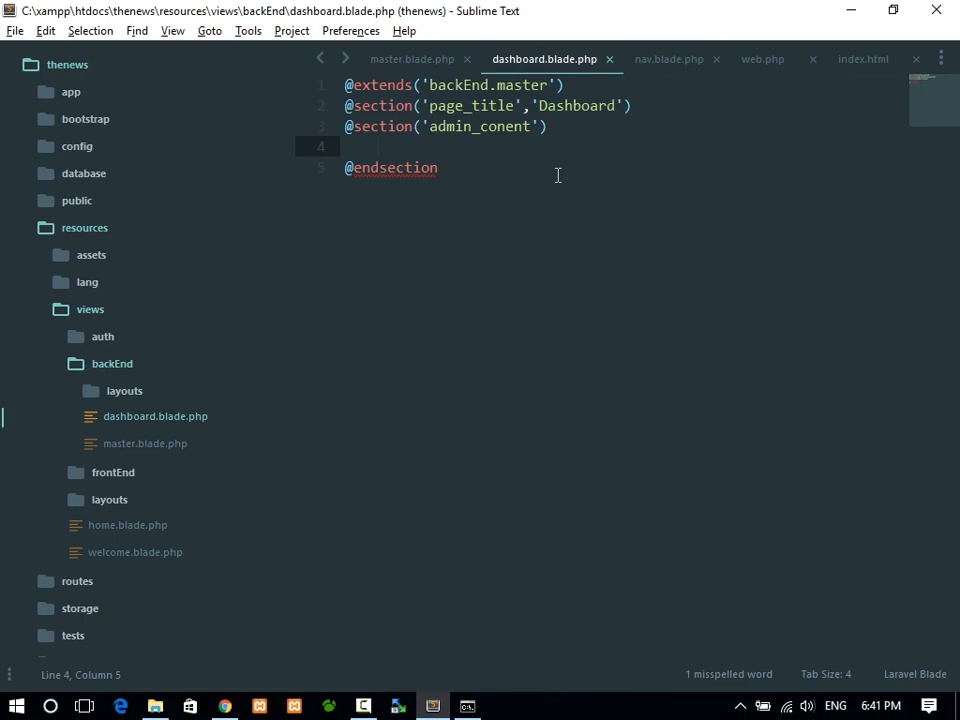 C:\xampp\htdocs\thenews\resources\views\backEnd\dashboard.blade.php (thenews) - Sublime Text
File Edit Selection Find View Goto Tools Project Preferences Help
thenews
app
bootstrap
config
database
public
resources
assets
lang
views
auth
backEnd
layouts
dashboard.blade.php
master.blade.php
frontEnd
layouts
home.blade.php
welcome.blade.php
routes
storage
tests
master.blade.php dashboard.blade.php nav.blade.php web.php index.html
1 @extends('backEnd.master')
2 @section('page_title','Dashboard')
3 @section('admin_conent')
4
5 @endsection
Line 4, Column 5 1 misspelled word Tab Size: 4 Laravel Blade
ENG 6:41 PM